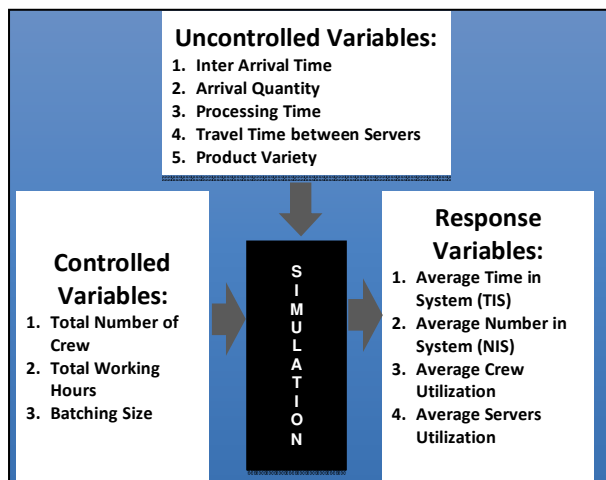 Uncontrolled Variables:
1. Inter Arrival Time
2. Arrival Quantity
3. Processing Time
4. Travel Time between Servers
5. Product Variety
Controlled
Variables:
1. Total Number of
Crew
2. Total Working
Hours
3. Batching Size
S
I
M
U
L
A
T
I
O
N
Response
Variables:
1. Average Time in
System (TIS)
2. Average Number in
System (NIS)
3. Average Crew
Utilization
4. Average Servers
Utilization